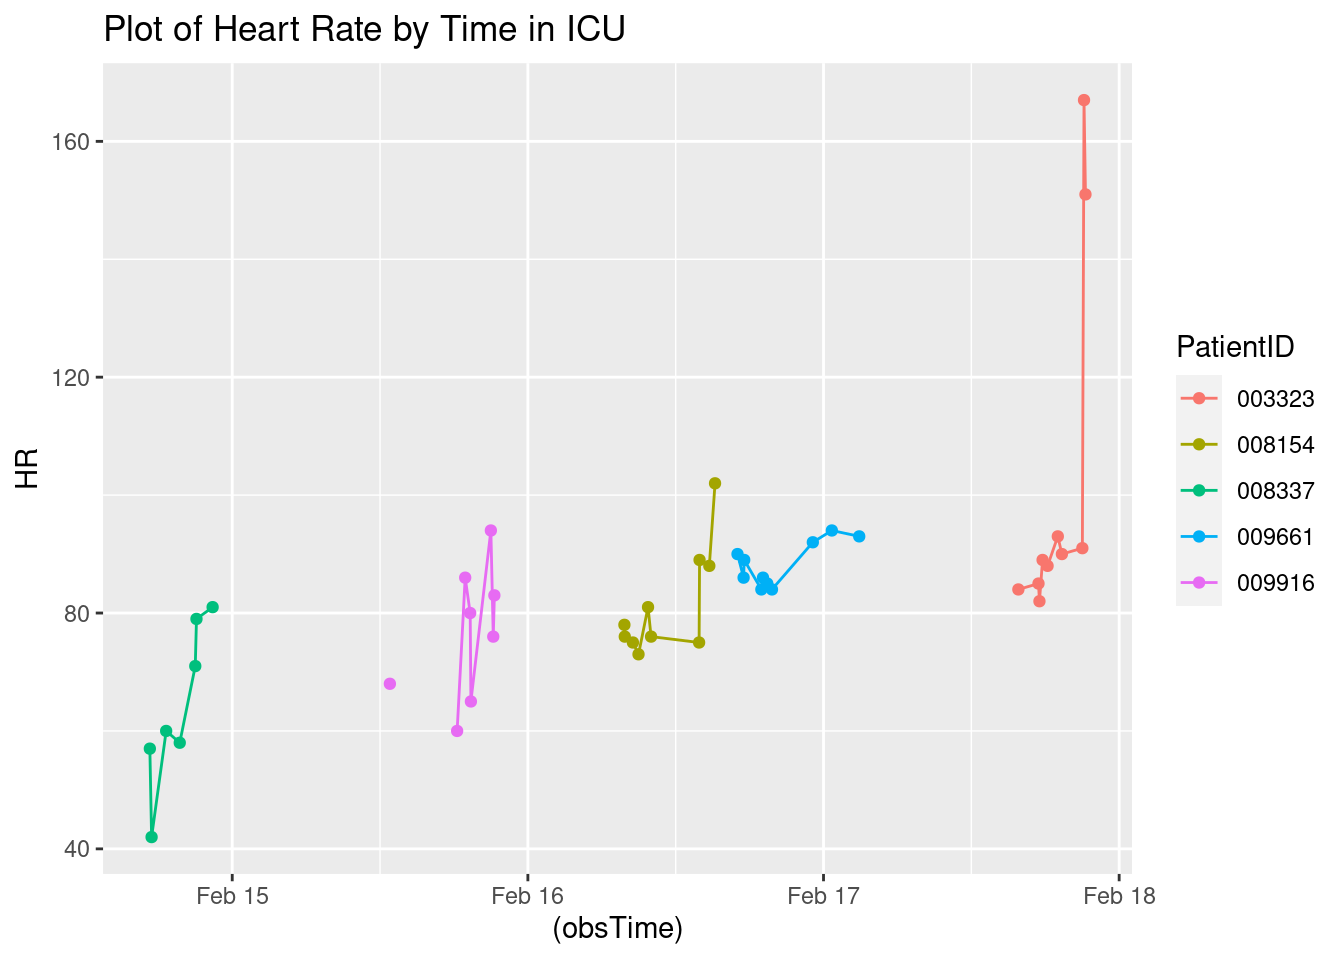 Plot of Heart Rate by Time in ICU
160
120
80
40
HR
Feb 15
Feb 16
Feb 17
Feb 18
(obsTime)
PatientID
003323
008154
008337
009661
009916